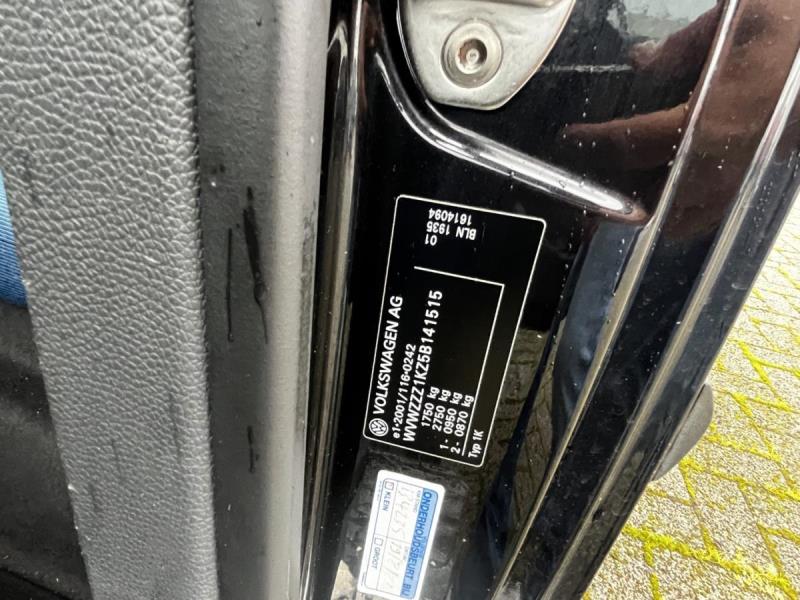 VOLKSWAGEN AG
e1-2001/116-0242
WVWZZZ1KZ5B141515
1750 kg
2750 kg
1- 0950 kg
2- 0870 kg
Typ 1K
01
BLN 1935
1614094
ONDERHOUDSBEURT BIJ
KLEIN GROOT